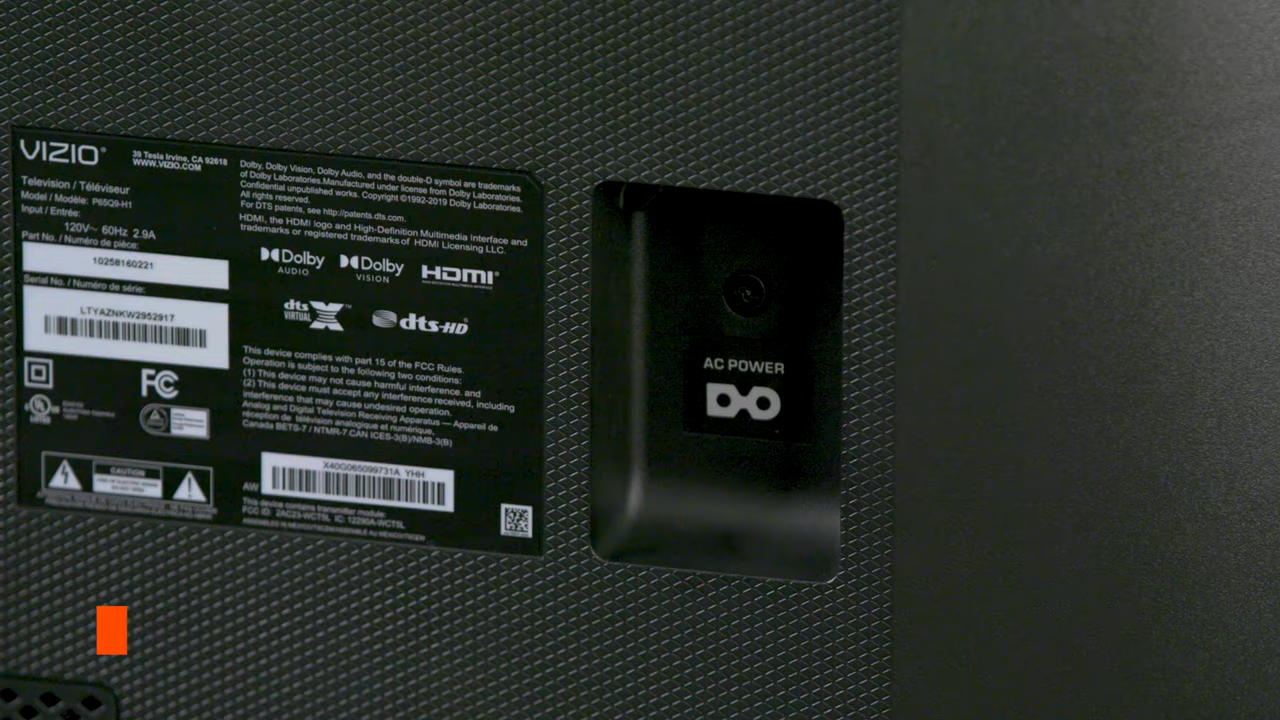 VIZIO®
39 Tesla Irvine, CA 92618
WWW.VIZIO.COM
Television / Téléviseur
Model / Modèle: P65Q9-H1
Input / Entrée:
120V~ 60Hz 2.9A
Part No. / Numéro de pièce:
10258160221
Serial No. / Numéro de série:
LTYAZNKW2952917
FC
CAUTION
Dolby, Dolby Vision, Dolby Audio, and the double-D symbol are trademarks
of Dolby Laboratories.Manufactured under license from Dolby Laboratories.
Confidential unpublished works. Copyright ©1992-2019 Dolby Laboratories.
All rights reserved.
For DTS patents, see http://patents.dts.com.
HDMI, the HDMI logo and High-Definition Multimedia Interface and
trademarks or registered trademarks of HDMI Licensing LLC.
Dolby
AUDIO
Dolby
VISION
HDMI®
dts X™
VIRTUAL
dts-HD
This device complies with part 15 of the FCC Rules.
Operation is subject to the following two conditions:
(1) This device may not cause harmful interference. and
(2) This device must accept any interference received, including
interference that may cause undesired operation.
Analog and Digital Television Receiving Apparatus — Appareil de
réception de télévision analogique et numérique,
Canada BETS-7 / NTMR-7.CAN ICES-3(B)/NMB-3(B)
X40G065099731A YHH
AW
This device contains transmitter module:
FCC ID: 2AC23-WCT5L IC: 12290A-WCT5L
AC POWER